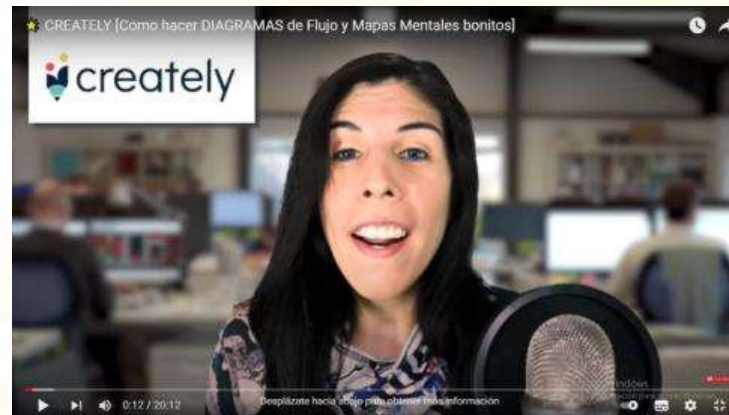 CREATELY [Como hacer DIAGRAMAS de Flujo y Mapas Mentales bonitos]
creately
0:12 / 20:12
Desplázate hacia abajo para obtener más información